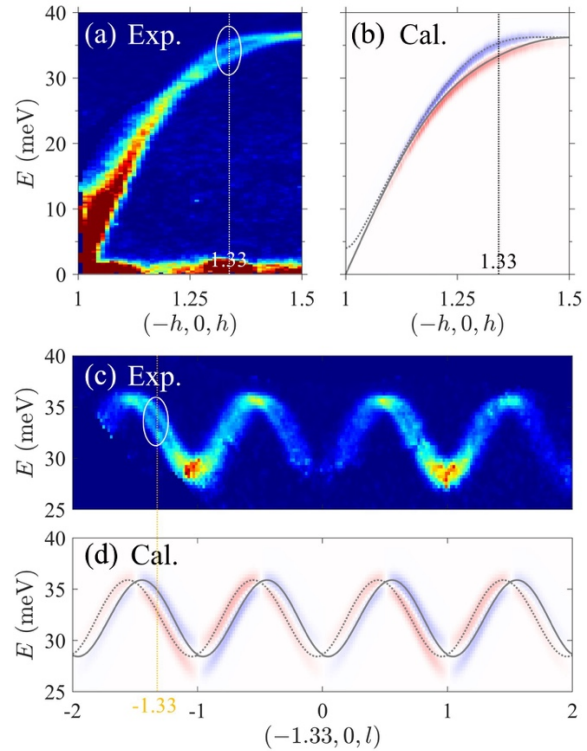 (a) Exp.
(b) Cal.
E (meV)
40
30
20
10
0
1.33
1
1.25
1.5
(-h, 0, h)
1.33
1
1.25
1.5
(-h, 0, h)
(c) Exp.
E (meV)
40
35
30
25
(d) Cal.
E (meV)
40
35
30
25
-1.33
-2
-1
0
1
2
(-1.33, 0, l)